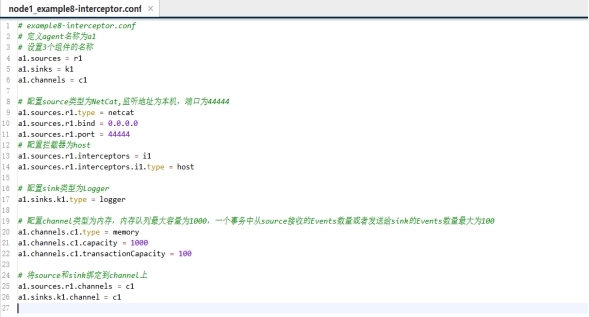 node1_example8-interceptor.conf ×
1 # example8-interceptor.conf
2 # 定义agent名称为a1
3 # 设置3个组件的名称
4 a1.sources = r1
5 a1.sinks = k1
6 a1.channels = c1
7
8 # 配置source类型为NetCat,监听地址为本机，端口为44444
9 a1.sources.r1.type = netcat
10 a1.sources.r1.bind = 0.0.0.0
11 a1.sources.r1.port = 44444
12 # 配置拦截器为host
13 a1.sources.r1.interceptors = i1
14 a1.sources.r1.interceptors.i1.type = host
15
16 # 配置sink类型为Logger
17 a1.sinks.k1.type = logger
18
19 # 配置channel类型为内存，内存队列最大容量为1000，一个事务中从source接收的Events数量或者发送给sink的Events数量最大为100
20 a1.channels.c1.type = memory
21 a1.channels.c1.capacity = 1000
22 a1.channels.c1.transactionCapacity = 100
23
24 # 将source和sink绑定到channel上
25 a1.sources.r1.channels = c1
26 a1.sinks.k1.channel = c1
27